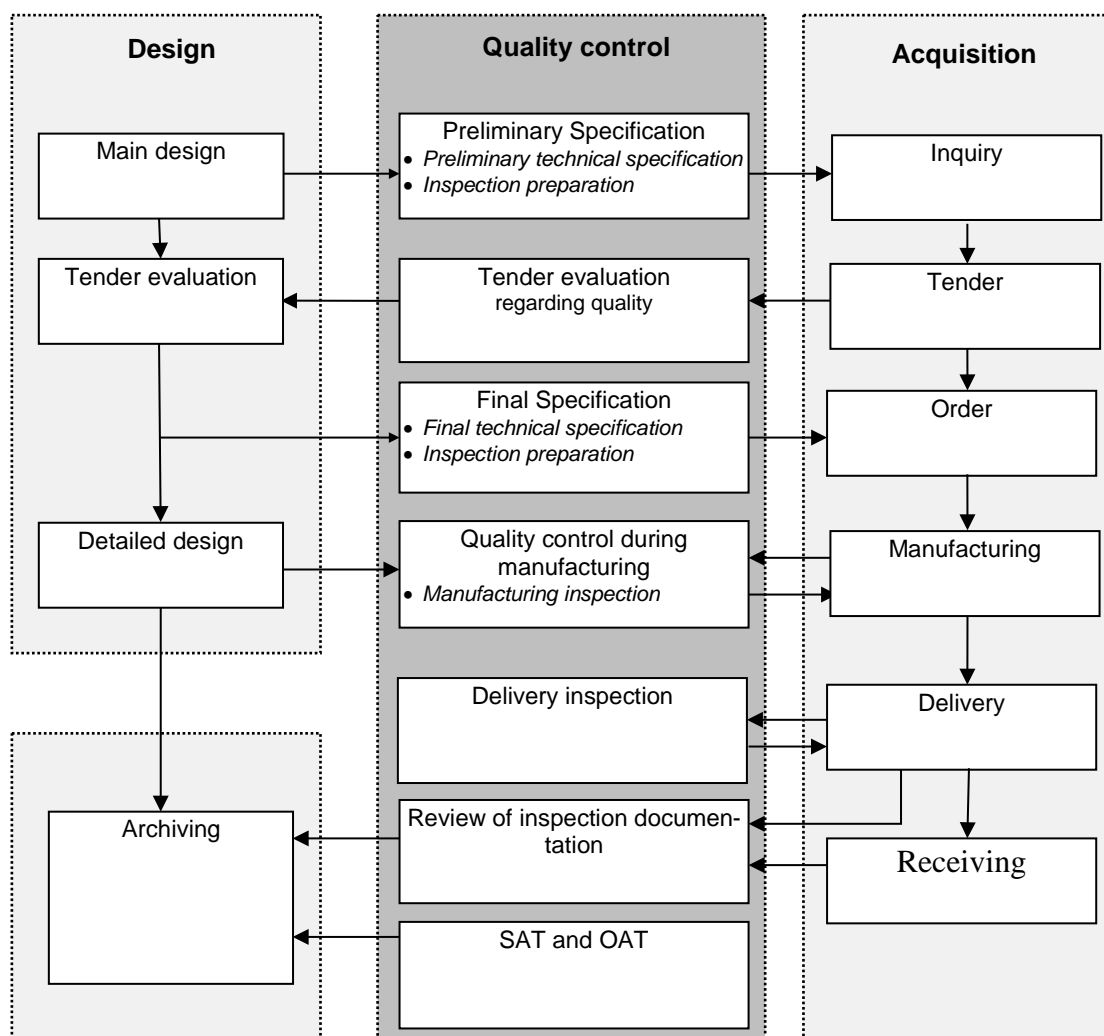 Design
Quality control
Acquisition
Main design
Preliminary Specification
• Preliminary technical specification
• Inspection preparation
Inquiry
Tender evaluation
Tender evaluation
regarding quality
Tender
Final Specification
• Final technical specification
• Inspection preparation
Order
Detailed design
Quality control during
manufacturing
• Manufacturing inspection
Manufacturing
Delivery inspection
Delivery
Archiving
Review of inspection documen-
tation
Receiving
SAT and OAT